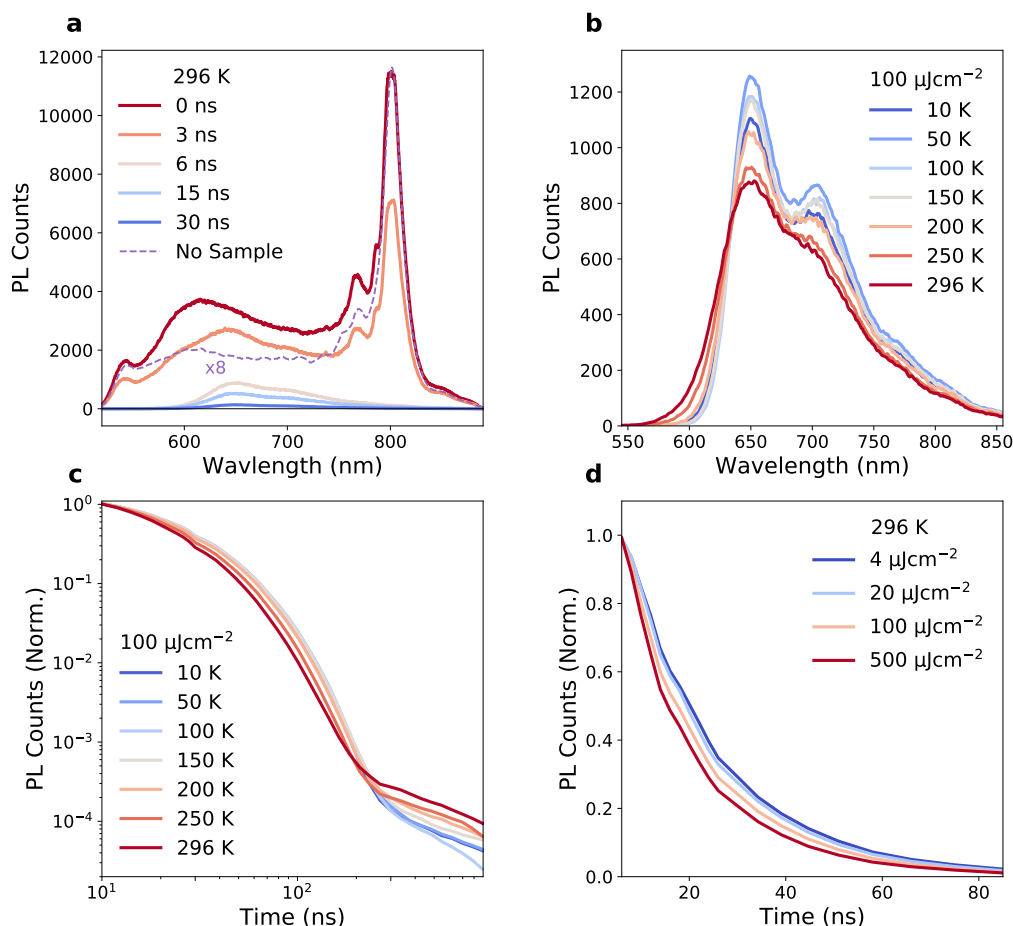 a
296 K
0 ns
3 ns
6 ns
15 ns
30 ns
No Sample
x8
12000
10000
8000
6000
4000
2000
0
600
700
800
PL Counts
Wavlength (nm)
b
100 μJcm⁻²
10 K
50 K
100 K
150 K
200 K
250 K
296 K
1200
1000
800
600
400
200
0
550
600
650
700
750
800
850
PL Counts
Wavelength (nm)
c
100 μJcm⁻²
10 K
50 K
100 K
150 K
200 K
250 K
296 K
10⁰
10⁻¹
10⁻²
10⁻³
10⁻⁴
10¹
10²
PL Counts (Norm.)
Time (ns)
d
296 K
4 μJcm⁻²
20 μJcm⁻²
100 μJcm⁻²
500 μJcm⁻²
1.0
0.8
0.6
0.4
0.2
0.0
20
40
60
80
PL Counts (Norm.)
Time (ns)